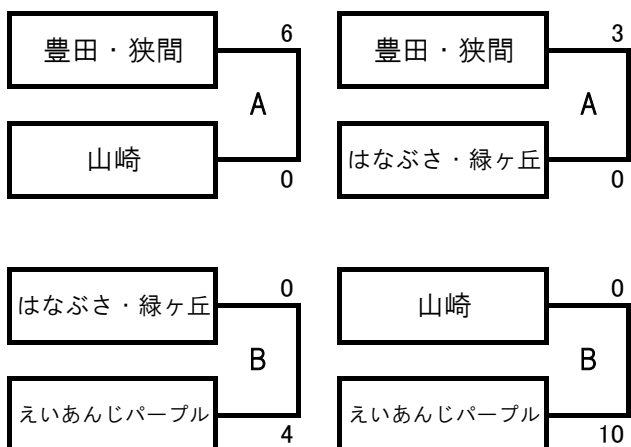 豊田・狭間 6
A
山崎 0
豊田・狭間 3
A
はなぶさ・緑ヶ丘 0
はなぶさ・緑ヶ丘 0
B
えいあんじパープル 4
山崎 0
B
えいあんじパープル 10